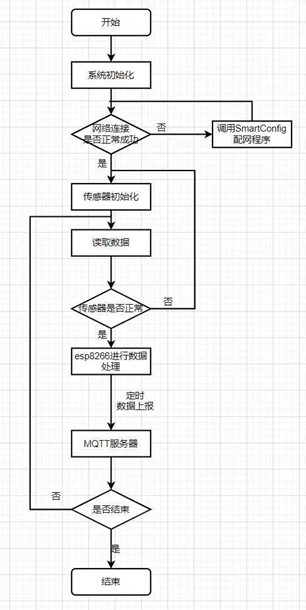 开始
系统初始化
网络连接
是否正常成功
否
调用SmartConfig
配网程序
是
传感器初始化
读取数据
传感器是否正常
否
是
esp8266进行数据
处理
定时
数据上报
MQTT服务器
否
是否结束
是
结束